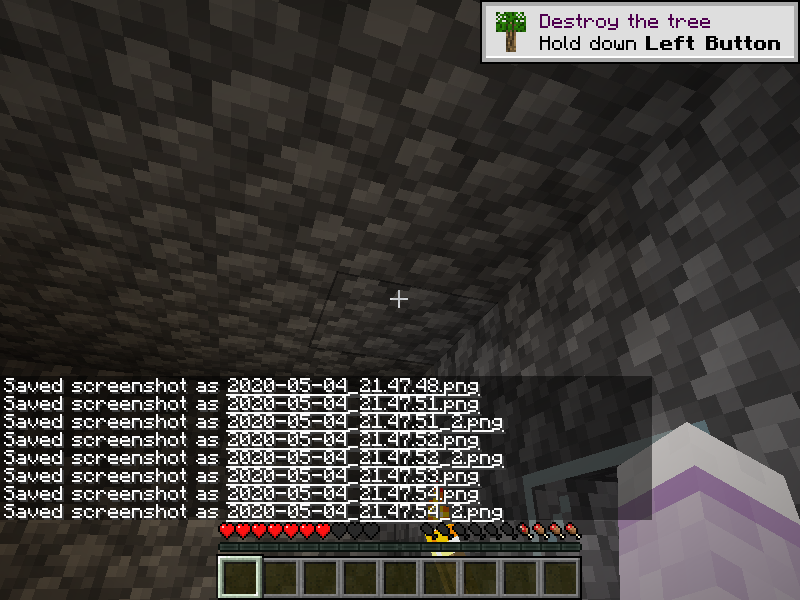 Destroy the tree
Hold down Left Button
Saved screenshot as 2020-05-04_21.47.48.png
Saved screenshot as 2020-05-04_21.47.51.png
Saved screenshot as 2020-05-04_21.47.51_2.png
Saved screenshot as 2020-05-04_21.47.52.png
Saved screenshot as 2020-05-04_21.47.52_2.png
Saved screenshot as 2020-05-04_21.47.53.png
Saved screenshot as 2020-05-04_21.47.54.png
Saved screenshot as 2020-05-04_21.47.54_2.png